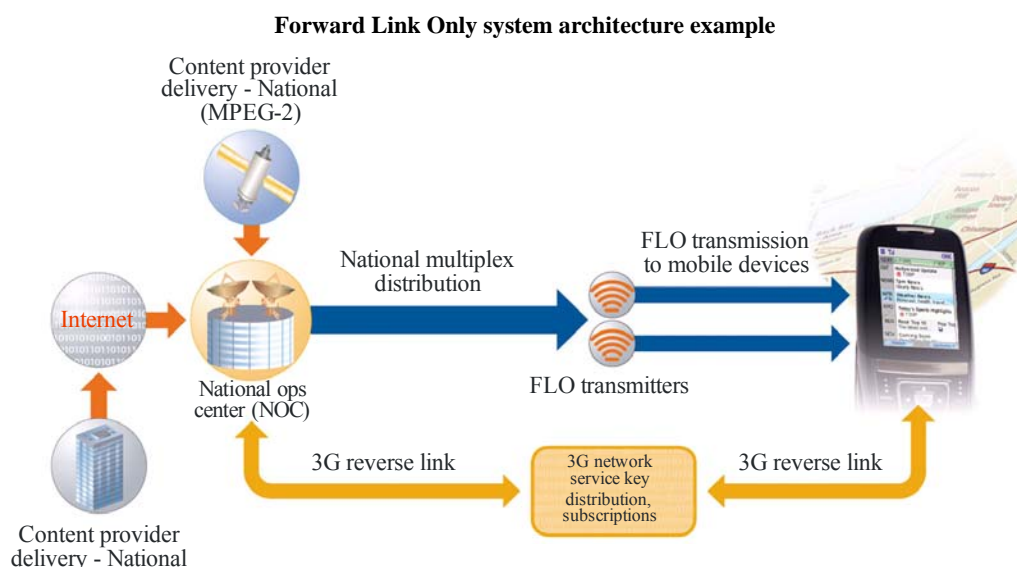 Forward Link Only system architecture example
Content provider
delivery - National
(MPEG-2)
National multiplex
distribution
FLO transmission
to mobile devices
Internet
National ops
center (NOC)
FLO transmitters
3G reverse link
3G network
service key
distribution,
subscriptions
3G reverse link
Content provider
delivery - National